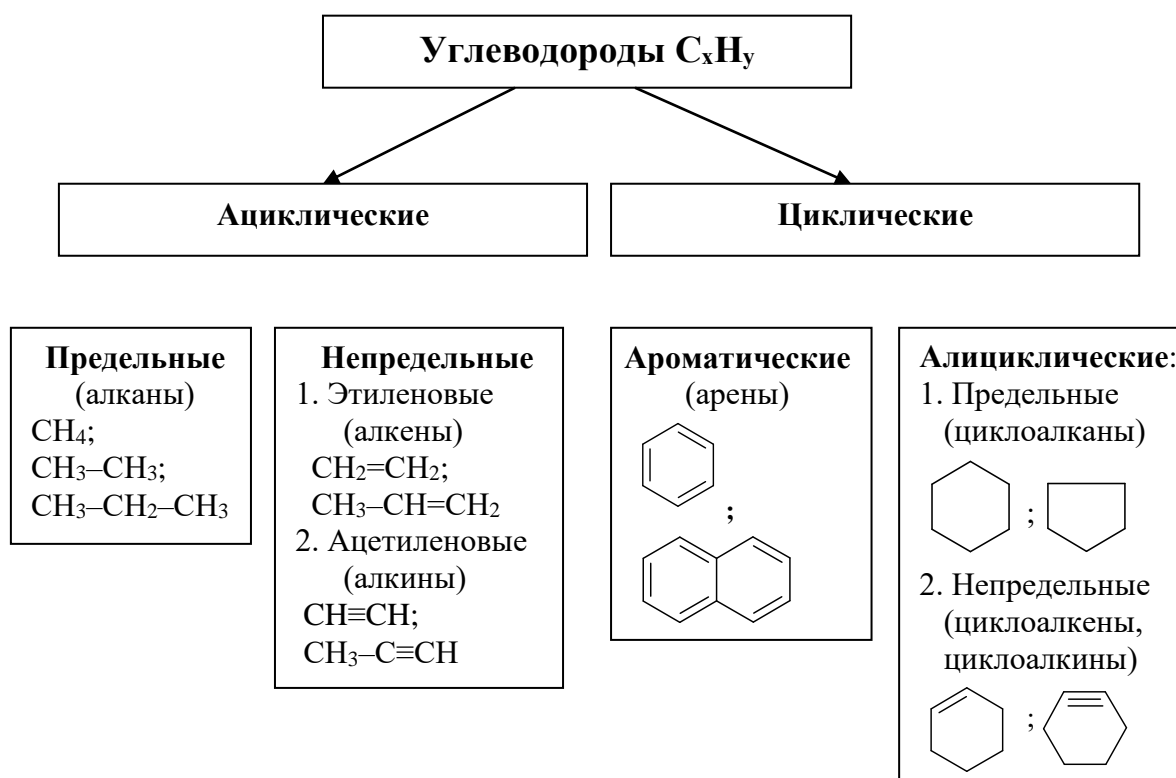 Углеводороды CxHy
Ациклические
Циклические
Предельные
(алканы)
CH4;
CH3–CH3;
CH3–CH2–CH3
Непредельные
1. Этиленовые
(алкены)
CH2=CH2;
CH3–CH=CH2
2. Ацетиленовые
(алкины)
CH≡CH;
CH3–C≡CH
Ароматические
(арены)
;
Алициклические:
1. Предельные
(циклоалканы)
;
2. Непредельные
(циклоалкены,
циклоалкины)
;